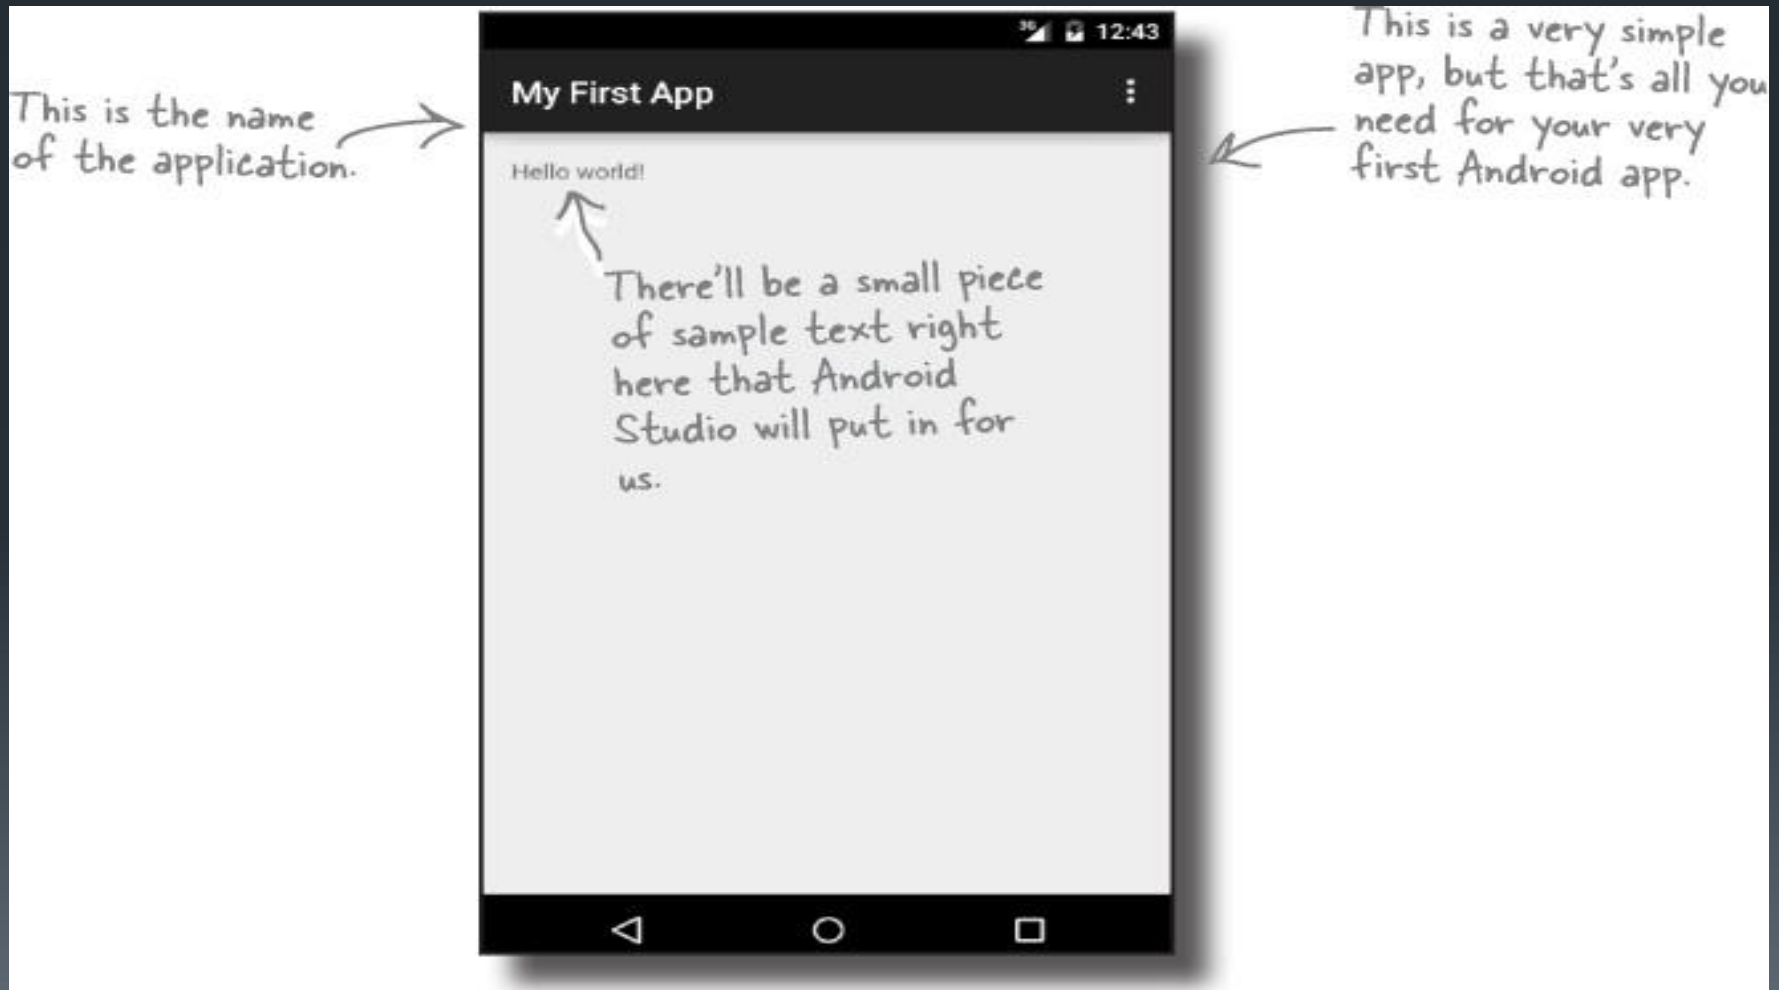 3G 12:43
My First App
Hello world!
This is the name
of the application.
There'll be a small piece
of sample text right
here that Android
Studio will put in for
us.
This is a very simple
app, but that's all you
need for your very
first Android app.